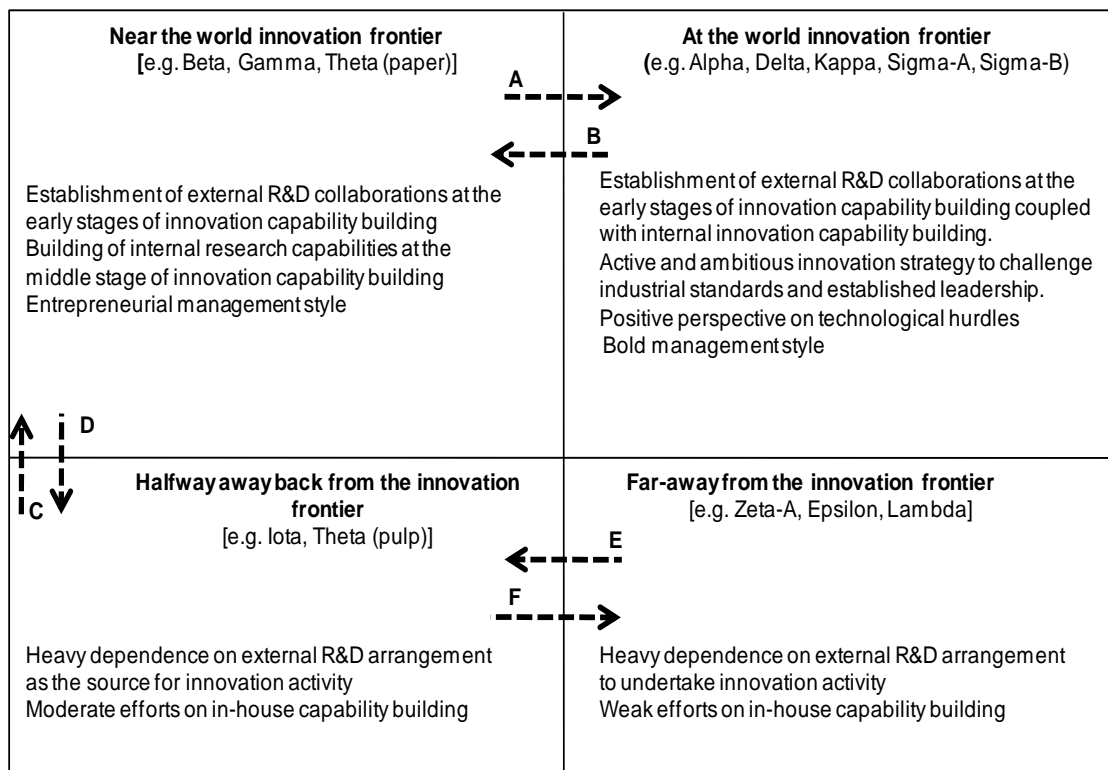 Near the world innovation frontier
[e.g. Beta, Gamma, Theta (paper)]
A
B
Establishment of external R&D collaborations at the
early stages of innovation capability building
Building of internal research capabilities at the
middle stage of innovation capability building
Entrepreneurial management style
At the world innovation frontier
(e.g. Alpha, Delta, Kappa, Sigma-A, Sigma-B)
Establishment of external R&D collaborations at the
early stages of innovation capability building coupled
with internal innovation capability building.
Active and ambitious innovation strategy to challenge
industrial standards and established leadership.
Positive perspective on technological hurdles
Bold management style
D
C
Halfway away back from the innovation
frontier
[e.g. Iota, Theta (pulp)]
E
F
Heavy dependence on external R&D arrangement
as the source for innovation activity
Moderate efforts on in-house capability building
Far-away from the innovation frontier
[e.g. Zeta-A, Epsilon, Lambda]
Heavy dependence on external R&D arrangement
to undertake innovation activity
Weak efforts on in-house capability building